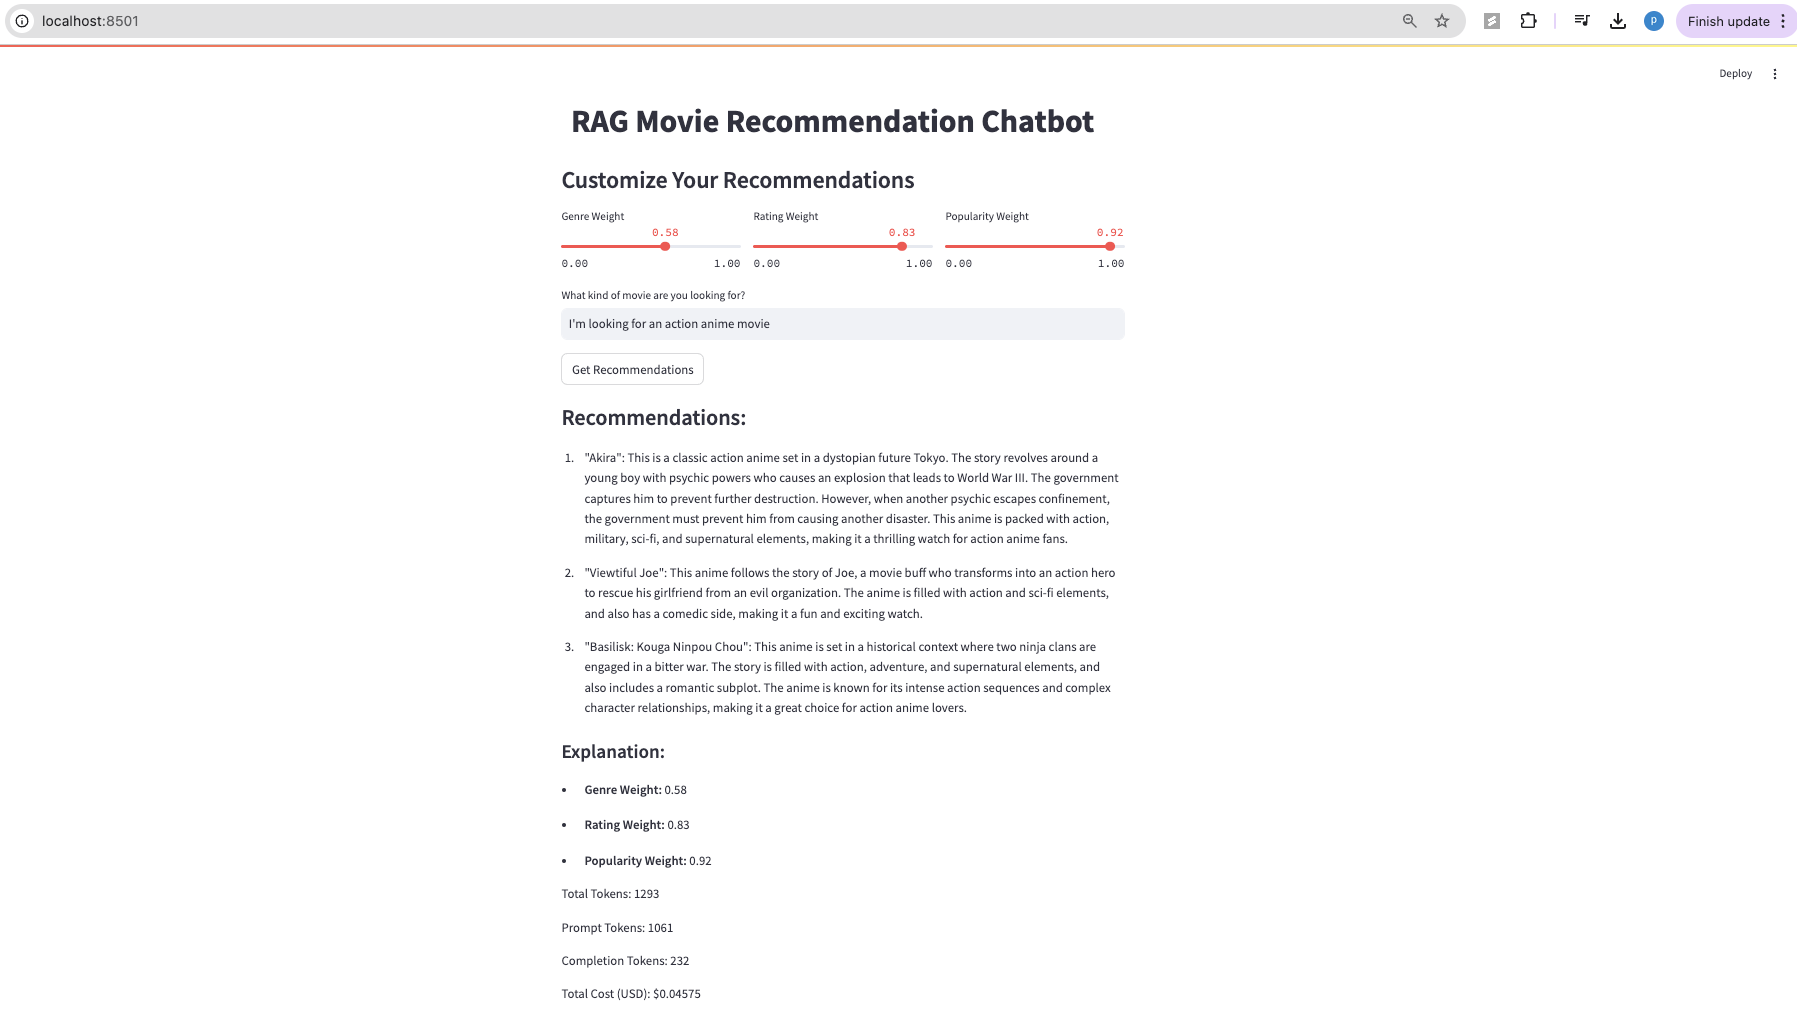 localhost:8501
p
Finish update
Deploy
RAG Movie Recommendation Chatbot
Customize Your Recommendations
Genre Weight
Rating Weight
Popularity Weight
0.58
0.83
0.92
0.00 1.00
0.00 1.00
0.00 1.00
What kind of movie are you looking for?
I'm looking for an action anime movie
Get Recommendations
Recommendations:
1. "Akira": This is a classic action anime set in a dystopian future Tokyo. The story revolves around a
young boy with psychic powers who causes an explosion that leads to World War III. The government
captures him to prevent further destruction. However, when another psychic escapes confinement,
the government must prevent him from causing another disaster. This anime is packed with action,
military, sci-fi, and supernatural elements, making it a thrilling watch for action anime fans.
2. "Viewtiful Joe": This anime follows the story of Joe, a movie buff who transforms into an action hero
to rescue his girlfriend from an evil organization. The anime is filled with action and sci-fi elements,
and also has a comedic side, making it a fun and exciting watch.
3. "Basilisk: Kouga Ninpou Chou": This anime is set in a historical context where two ninja clans are
engaged in a bitter war. The story is filled with action, adventure, and supernatural elements, and
also includes a romantic subplot. The anime is known for its intense action sequences and complex
character relationships, making it a great choice for action anime lovers.
Explanation:
• Genre Weight: 0.58
• Rating Weight: 0.83
• Popularity Weight: 0.92
Total Tokens: 1293
Prompt Tokens: 1061
Completion Tokens: 232
Total Cost (USD): $0.04575